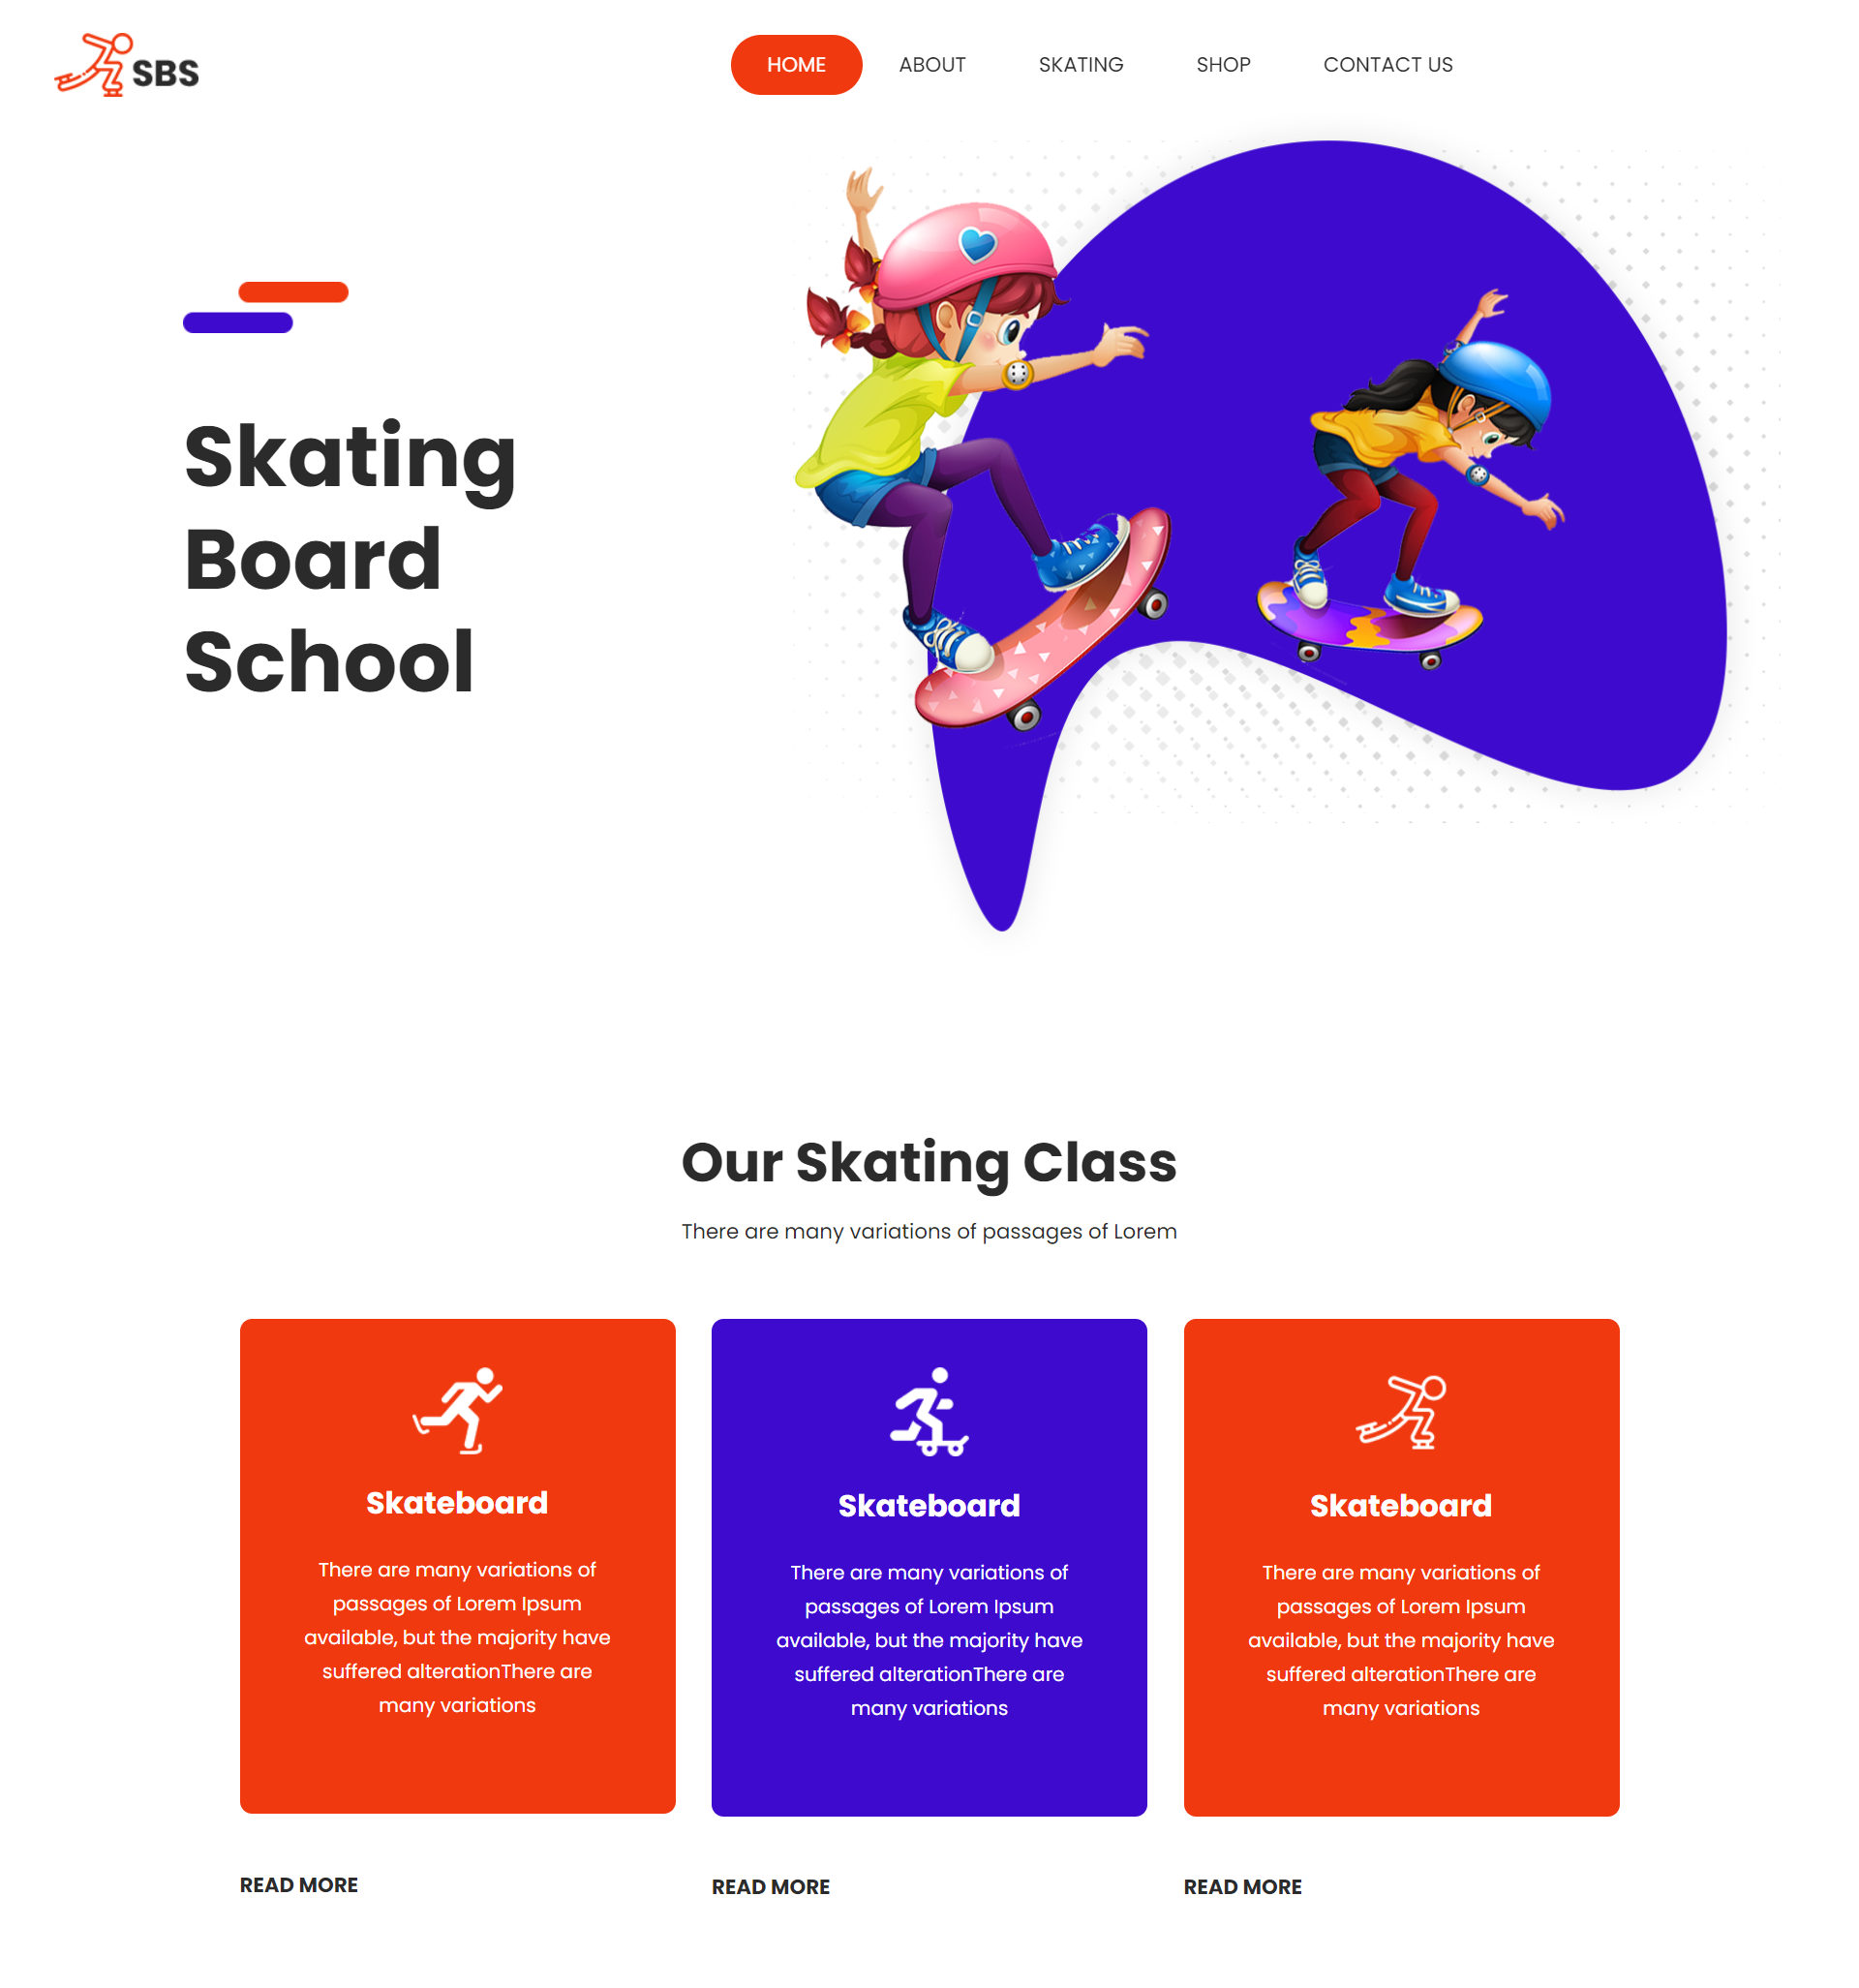 SBS
HOME ABOUT SKATING SHOP CONTACT US
Skating
Board
School
Our Skating Class
There are many variations of passages of Lorem
Skateboard
There are many variations of
passages of Lorem Ipsum
available, but the majority have
suffered alterationThere are
many variations
READ MORE
Skateboard
There are many variations of
passages of Lorem Ipsum
available, but the majority have
suffered alterationThere are
many variations
READ MORE
Skateboard
There are many variations of
passages of Lorem Ipsum
available, but the majority have
suffered alterationThere are
many variations
READ MORE